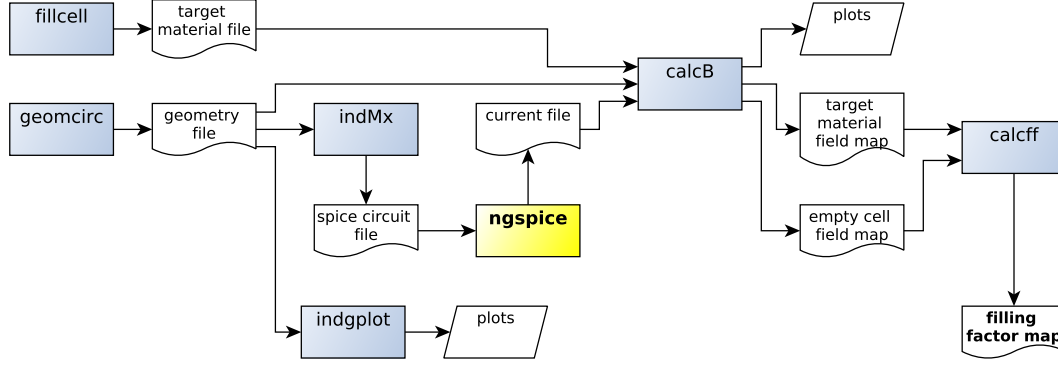 fillcell
target
material file
plots
calcB
geomcirc
geometry
file
indMx
current file
target
material
field map
calcff
spice circuit
file
ngspice
empty cell
field map
indgplot
plots
filling
factor map